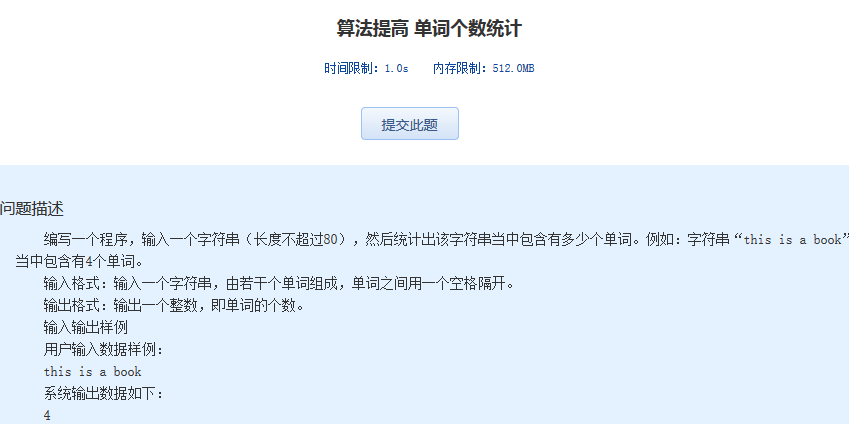 算法提高 单词个数统计
时间限制：1.0s 内存限制：512.0MB
提交此题
问题描述
编写一个程序，输入一个字符串（长度不超过80），然后统计出该字符串当中包含有多少个单词。例如：字符串“this is a book”
当中包含有4个单词。
输入格式：输入一个字符串，由若干个单词组成，单词之间用一个空格隔开。
输出格式：输出一个整数，即单词的个数。
输入输出样例
用户输入数据样例：
this is a book
系统输出数据如下：
4